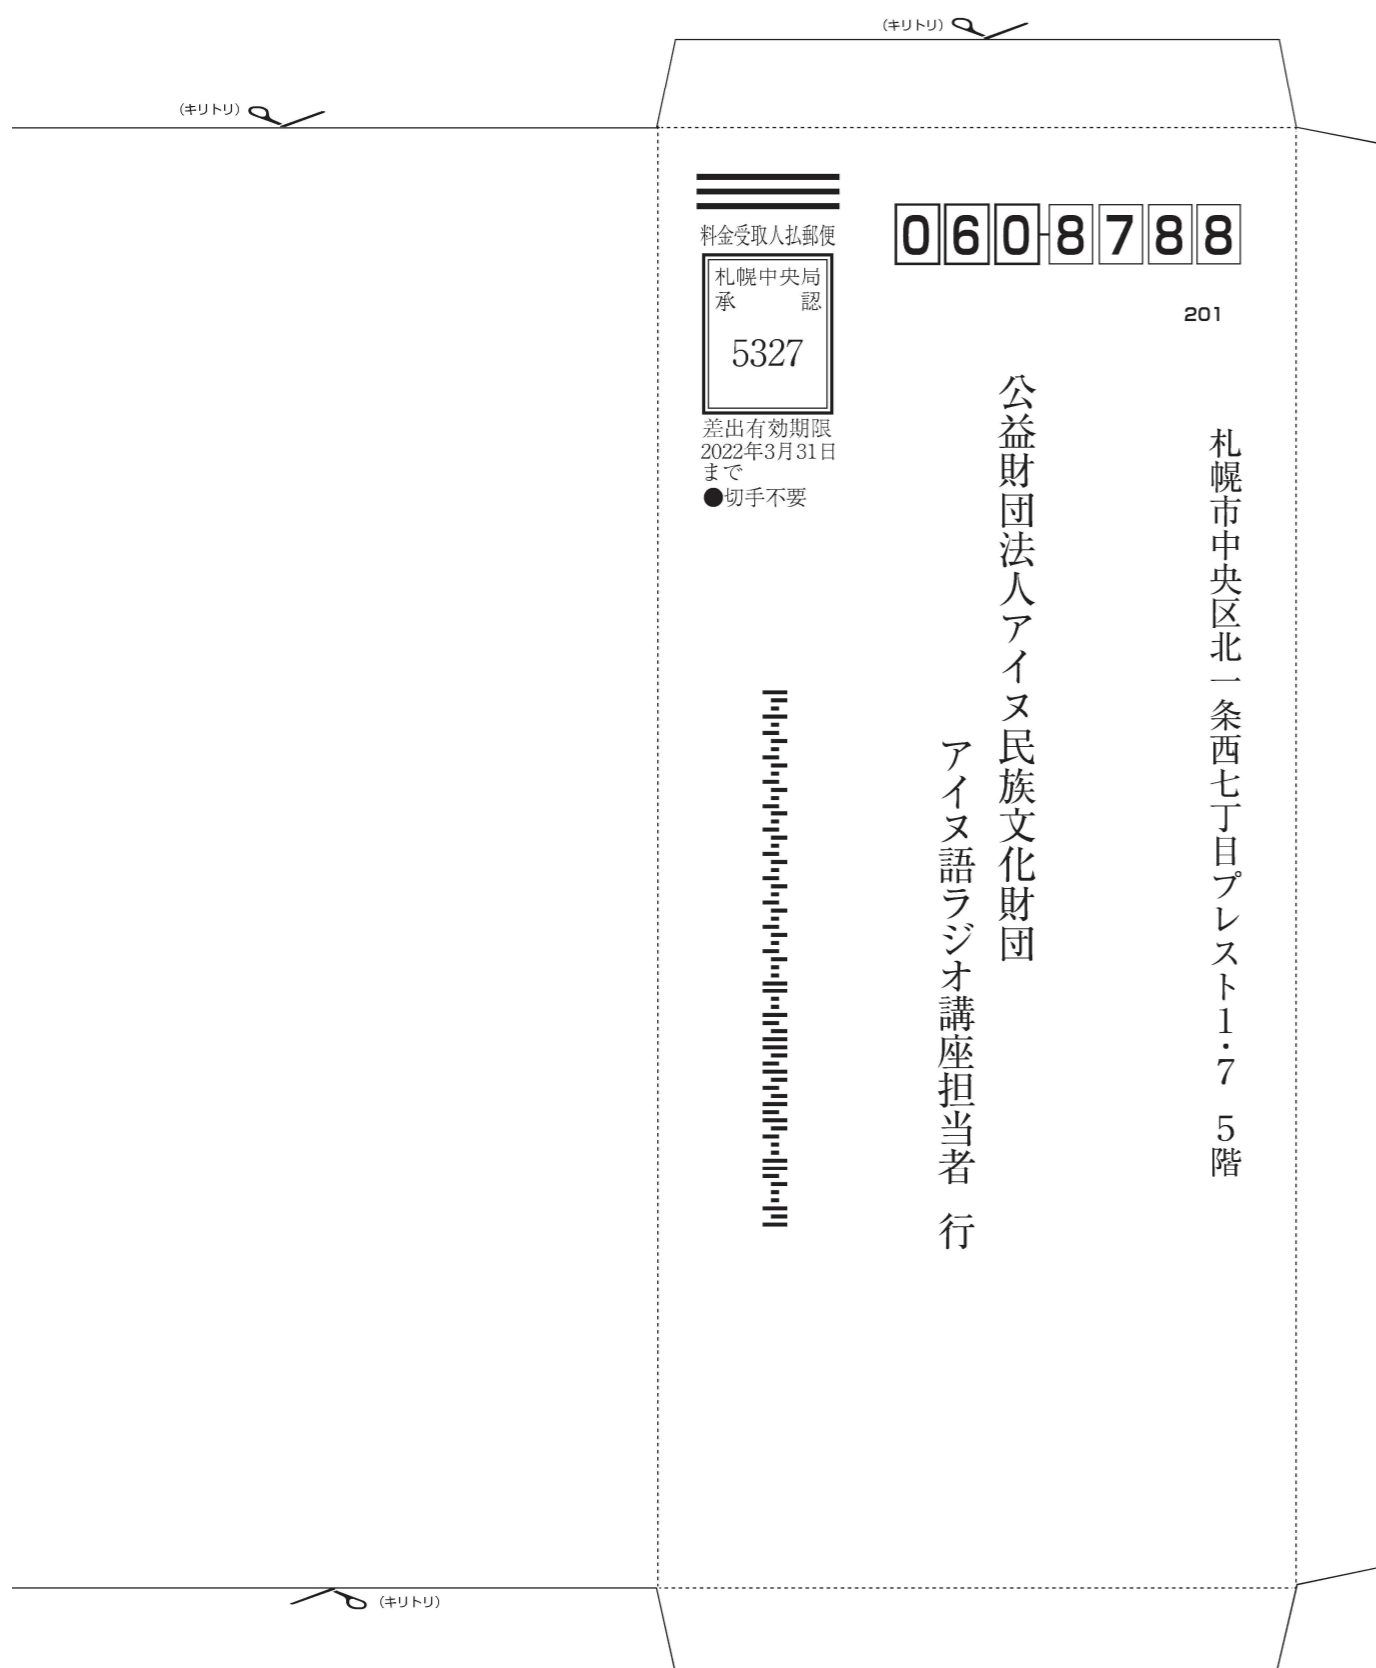 (キリトリ)
(キリトリ)
料金受取人払郵便
札幌中央局
承 認
5327
差出有効期限
2022年3月31日
まで
●切手不要
060-8788
201
札幌市中央区北一条西七丁目プレスト1・7 5階
公益財団法人アイヌ民族文化財団
アイヌ語ラジオ講座担当者 行
(キリトリ)